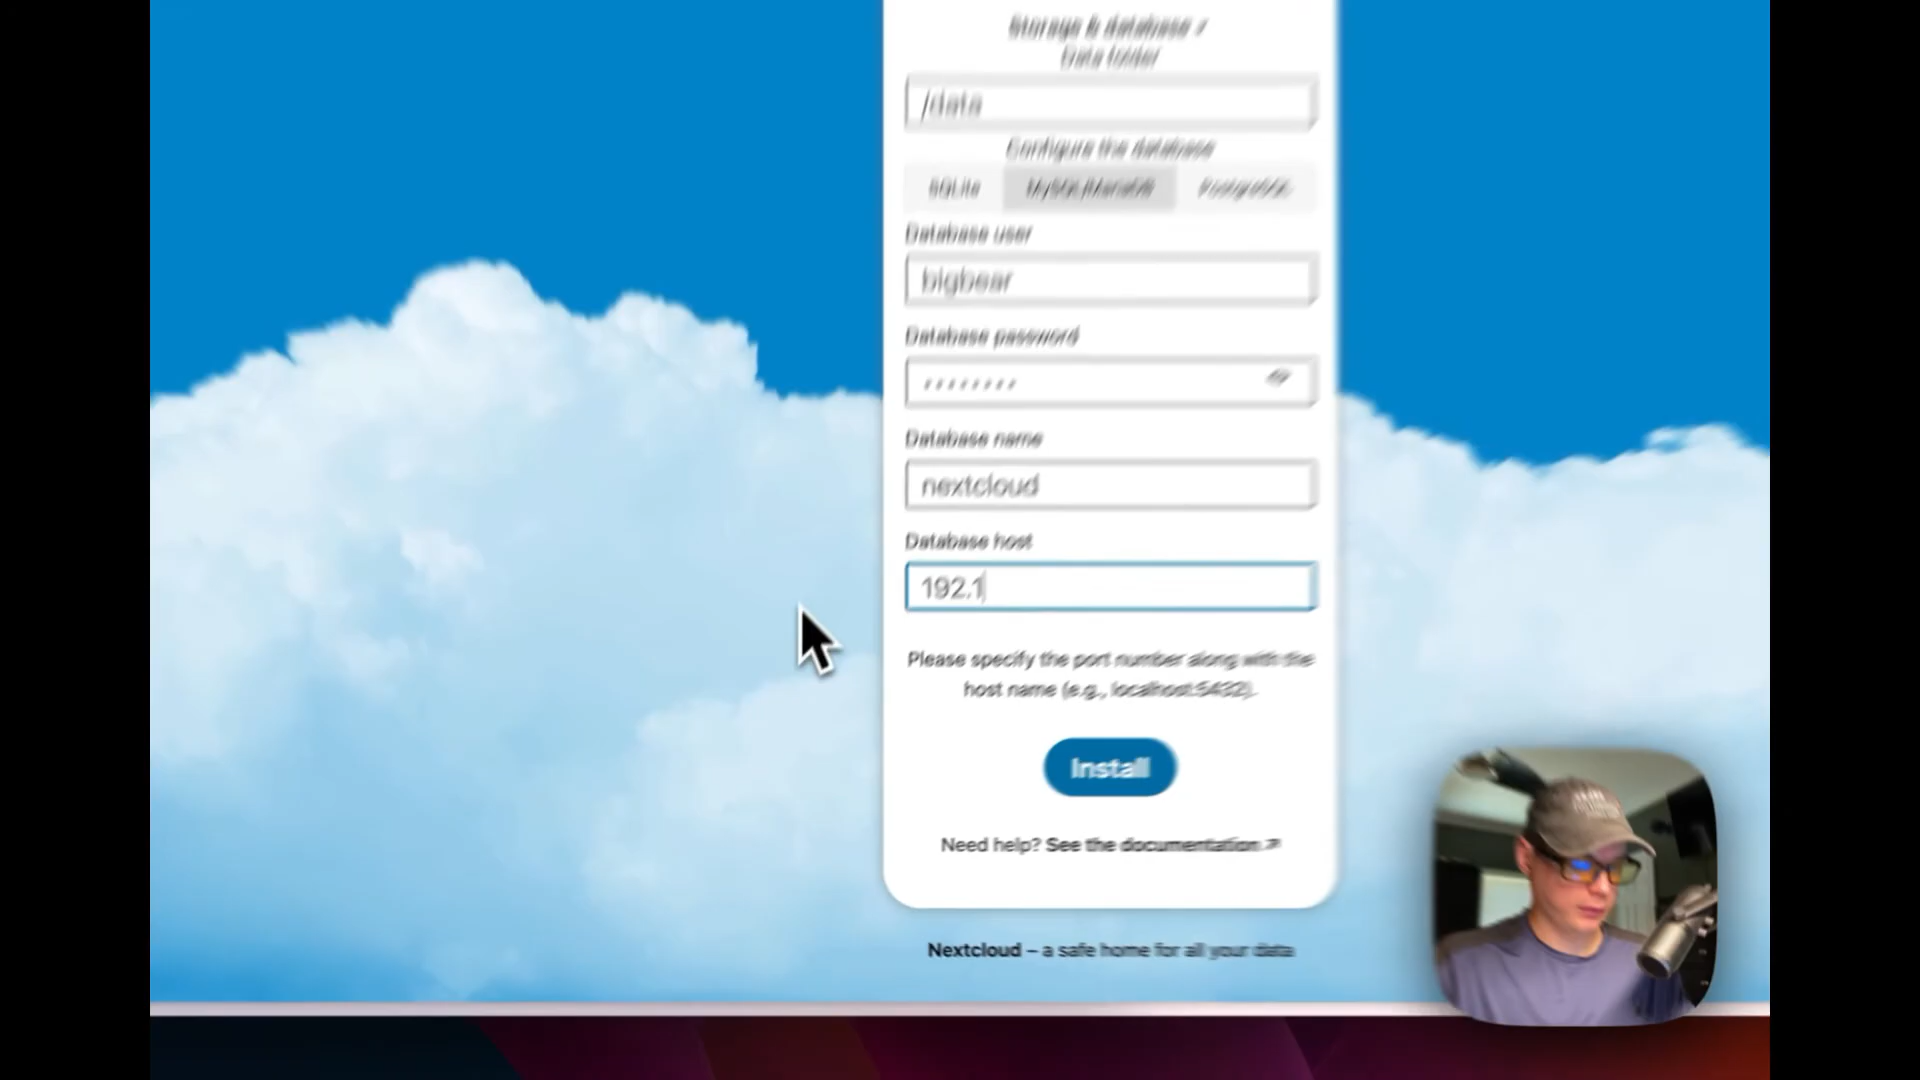 Storage & database
Data folder
/data
Configure the database
SQLite MySQL/MariaDB PostgreSQL
Database user
bigbear
Database password
Database name
nextcloud
Database host
192.1
Please specify the port number along with the
host name (e.g., localhost:5432).
Install
Need help? See the documentation ↗
Nextcloud – a safe home for all your data